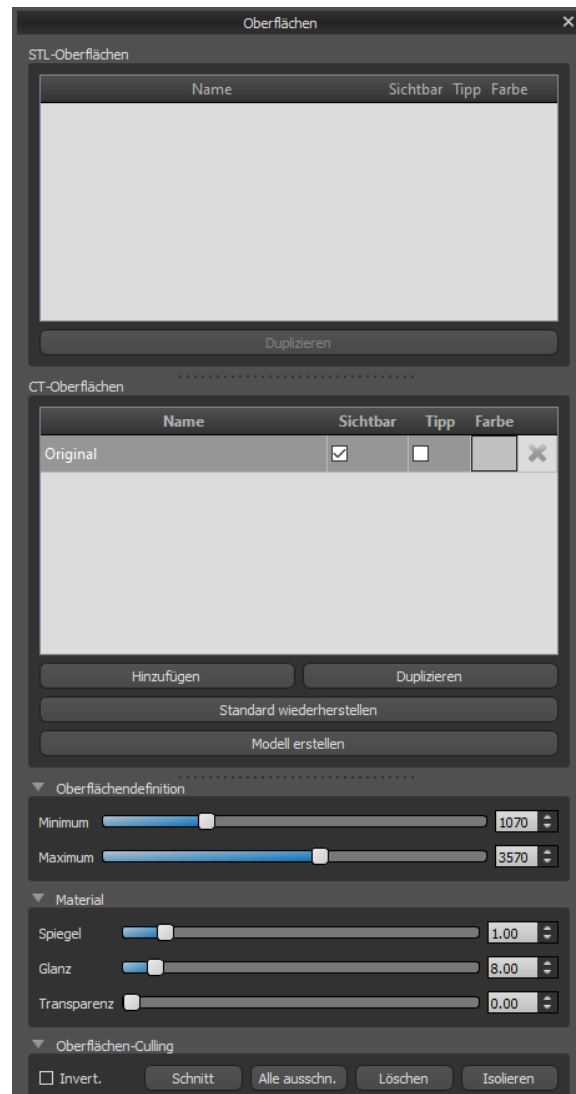 Oberflächen
STL-Oberflächen
Name Sichtbar Tipp Farbe
Duplizieren
CT-Oberflächen
Name Sichtbar Tipp Farbe
Original
Hinzufügen Duplizieren
Standard wiederherstellen
Modell erstellen
Oberflächendefinition
Minimum 1070
Maximum 3570
Material
Spiegel 1.00
Glanz 8.00
Transparenz 0.00
Oberflächen-Culling
Invert. Schnitt Alle ausschn. Löschen Isolieren